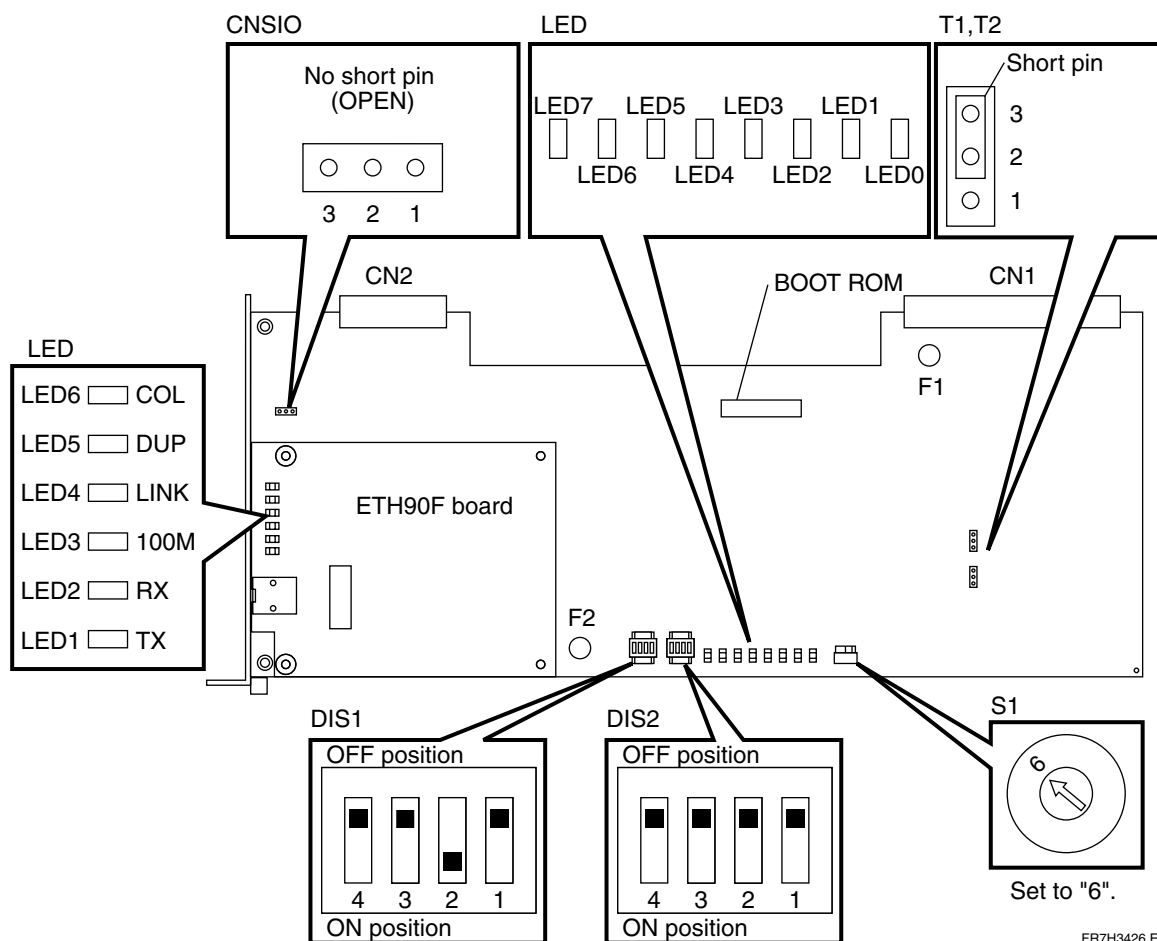 CNSIO
No short pin
(OPEN)
3 2 1
LED
LED7 LED5 LED3 LED1
LED6 LED4 LED2 LED0
T1,T2
Short pin
3
2
1
CN2
BOOT ROM
CN1
F1
LED
LED6 COL
LED5 DUP
LED4 LINK
LED3 100M
LED2 RX
LED1 TX
ETH90F board
F2
DIS1
OFF position
4 3 2 1
ON position
DIS2
OFF position
4 3 2 1
ON position
S1
6
Set to "6".